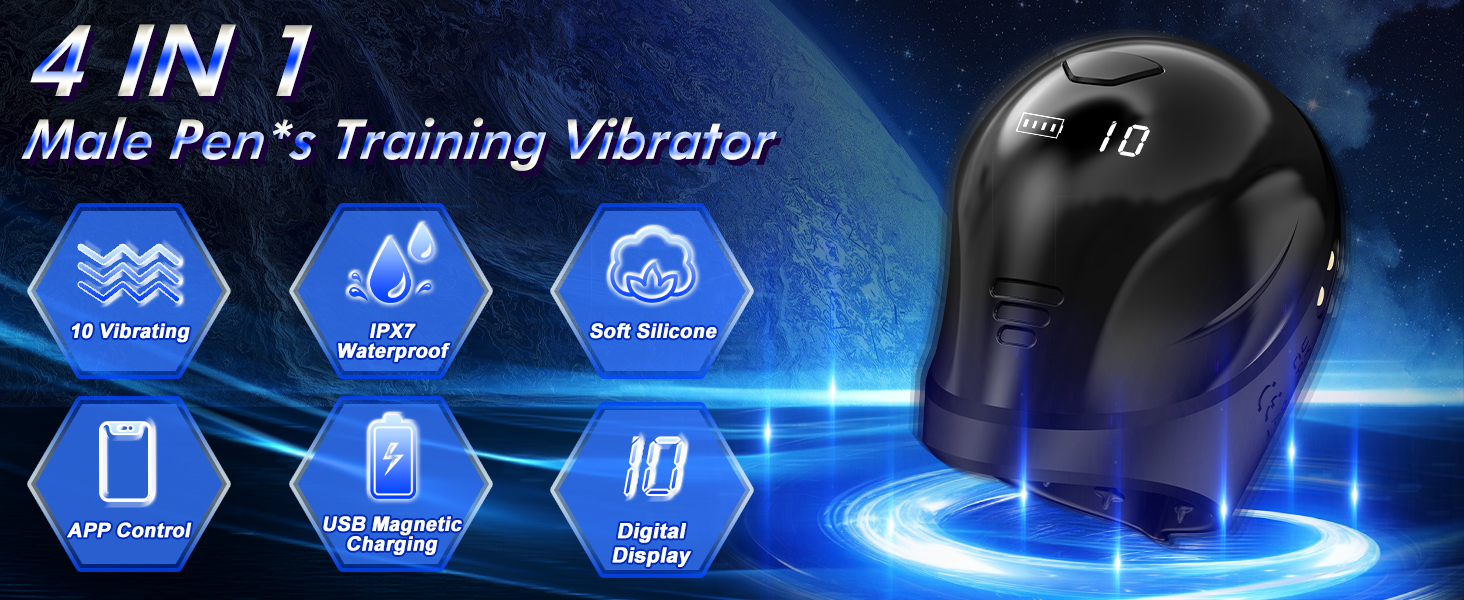 4 IN 1
Male Pen*s Training Vibrator
10
10 Vibrating
IPX7
Waterproof
Soft Silicone
APP Control
USB Magnetic
Charging
10
Digital
Display